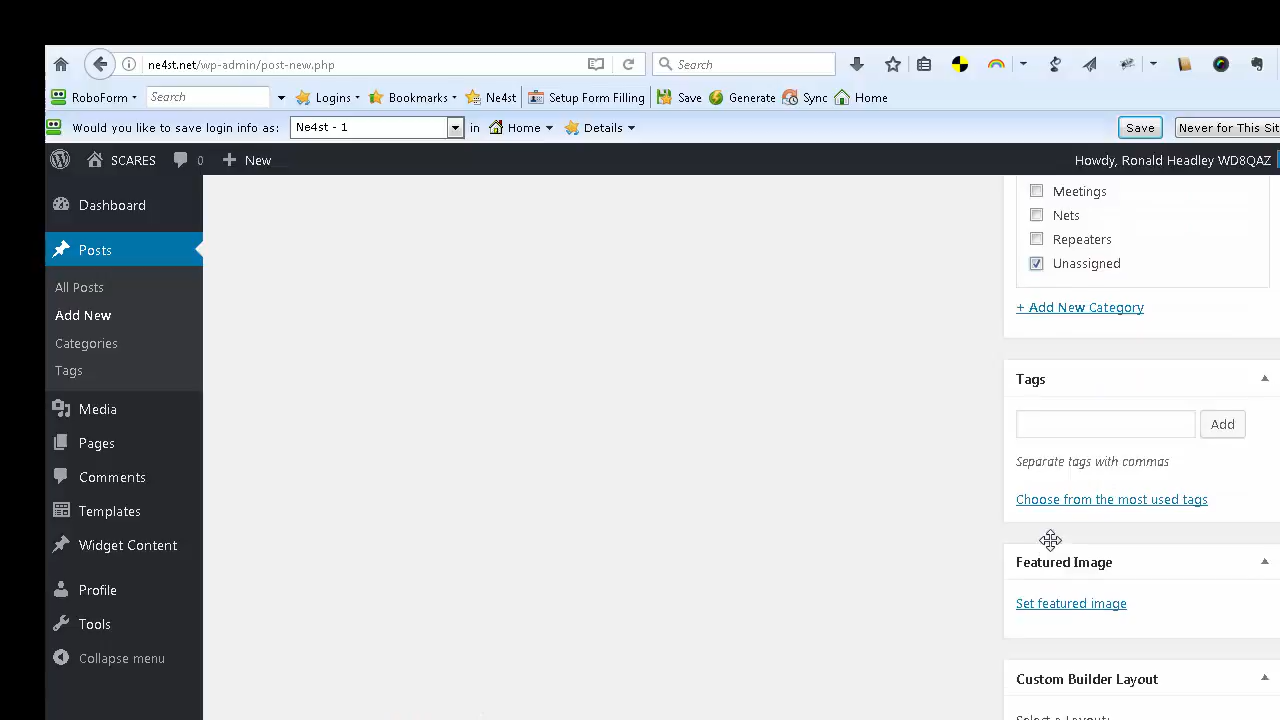 ne4st.net/wp-admin/post-new.php
Search
RoboForm Search Logins Bookmarks Ne4st Setup Form Filling Save Generate Sync Home
Would you like to save login info as: Ne4st - 1 in Home Details Save Never for This Sit
SCARES 0 New Howdy, Ronald Headley WD8QAZ
Dashboard
Posts
All Posts
Add New
Categories
Tags
Media
Pages
Comments
Templates
Widget Content
Profile
Tools
Collapse menu
Meetings
Nets
Repeaters
Unassigned
+ Add New Category
Tags
Add
Separate tags with commas
Choose from the most used tags
Featured Image
Set featured image
Custom Builder Layout
Select a Layout: